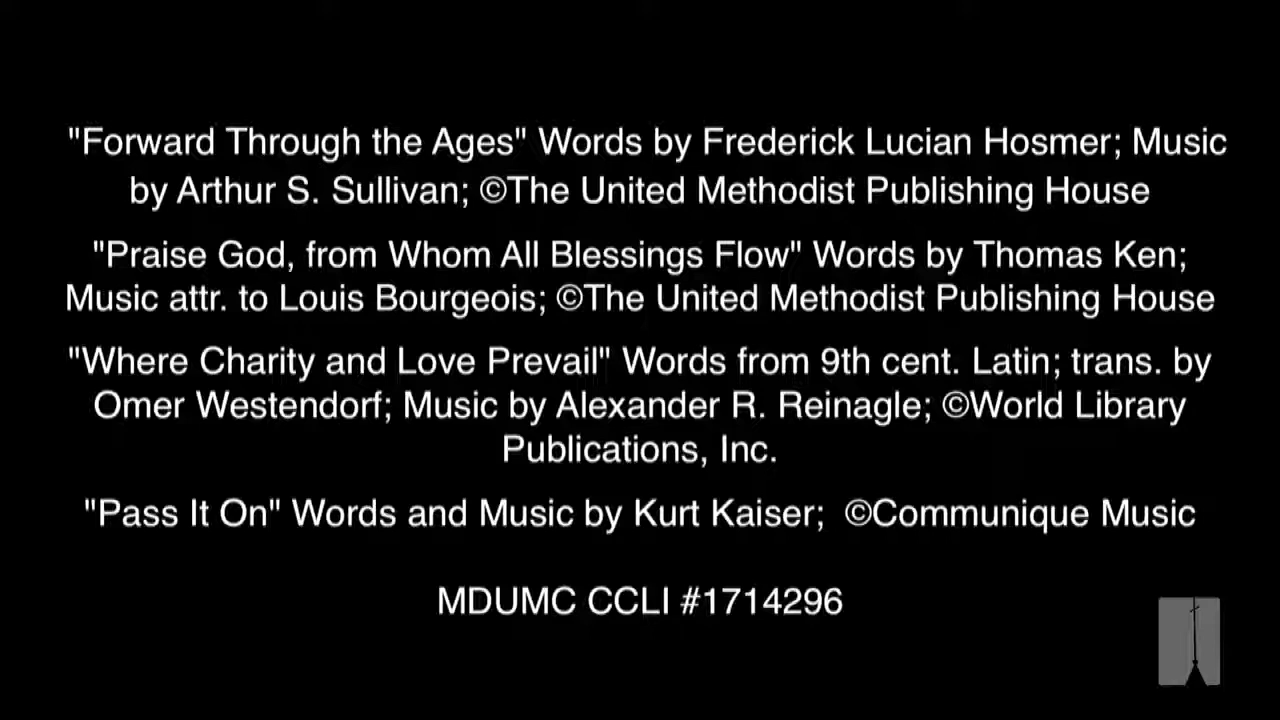 "Forward Through the Ages" Words by Frederick Lucian Hosmer; Music
by Arthur S. Sullivan; ©The United Methodist Publishing House
"Praise God, from Whom All Blessings Flow" Words by Thomas Ken;
Music attr. to Louis Bourgeois; ©The United Methodist Publishing House
"Where Charity and Love Prevail" Words from 9th cent. Latin; trans. by
Omer Westendorf; Music by Alexander R. Reinagle; ©World Library
Publications, Inc.
"Pass It On" Words and Music by Kurt Kaiser;  ©Communique Music
MDUMC CCLI #1714296